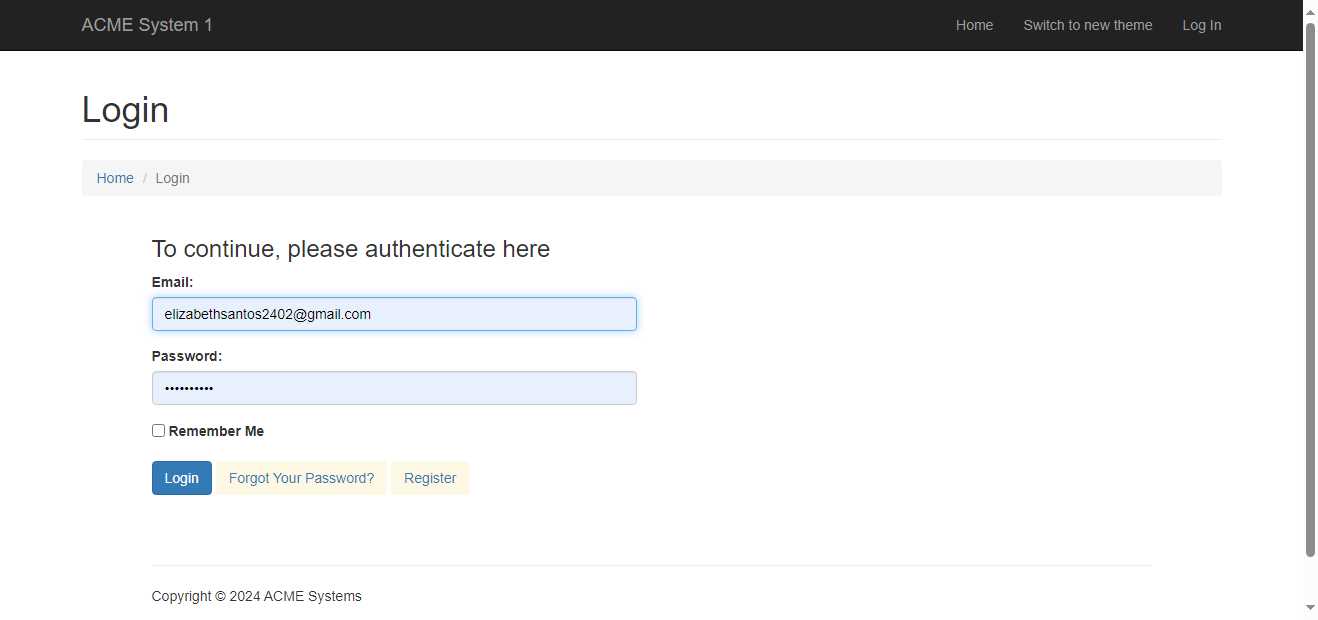 ACME System 1 Home Switch to new theme Log In
Login
Home / Login
To continue, please authenticate here
Email:
elizabethsantos2402@gmail.com
Password:
••••••••••
Remember Me
Login Forgot Your Password? Register
Copyright © 2024 ACME Systems